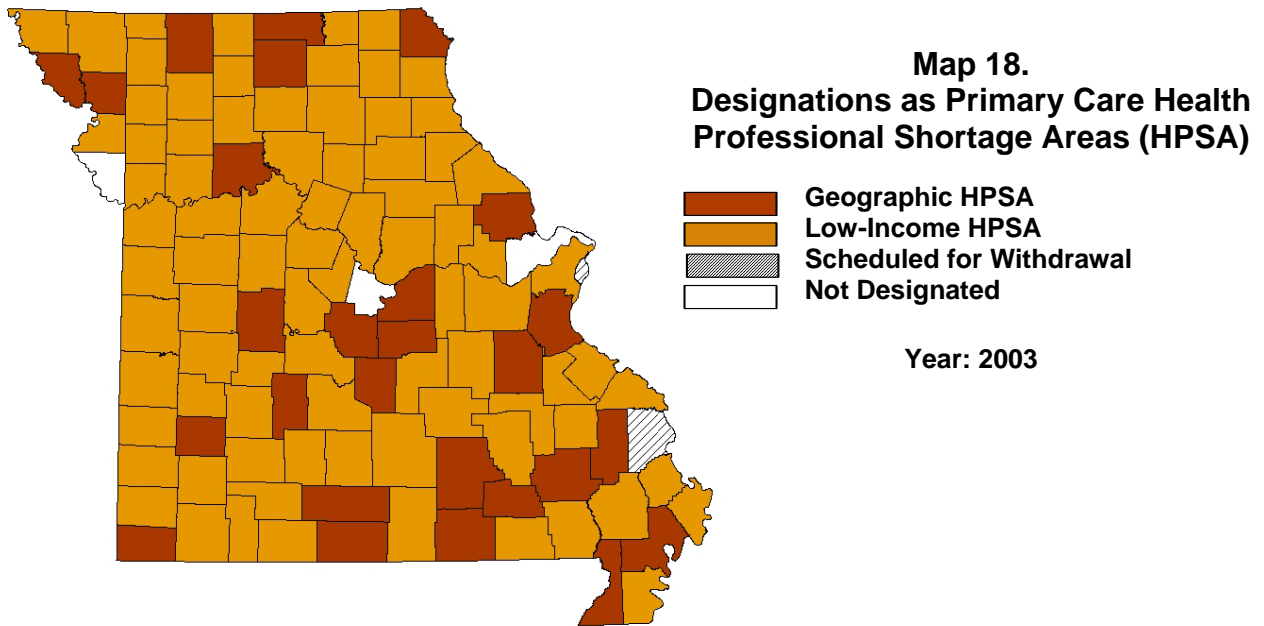 Map 18.
Designations as Primary Care Health
Professional Shortage Areas (HPSA)
Geographic HPSA
Low-Income HPSA
Scheduled for Withdrawal
Not Designated
Year: 2003